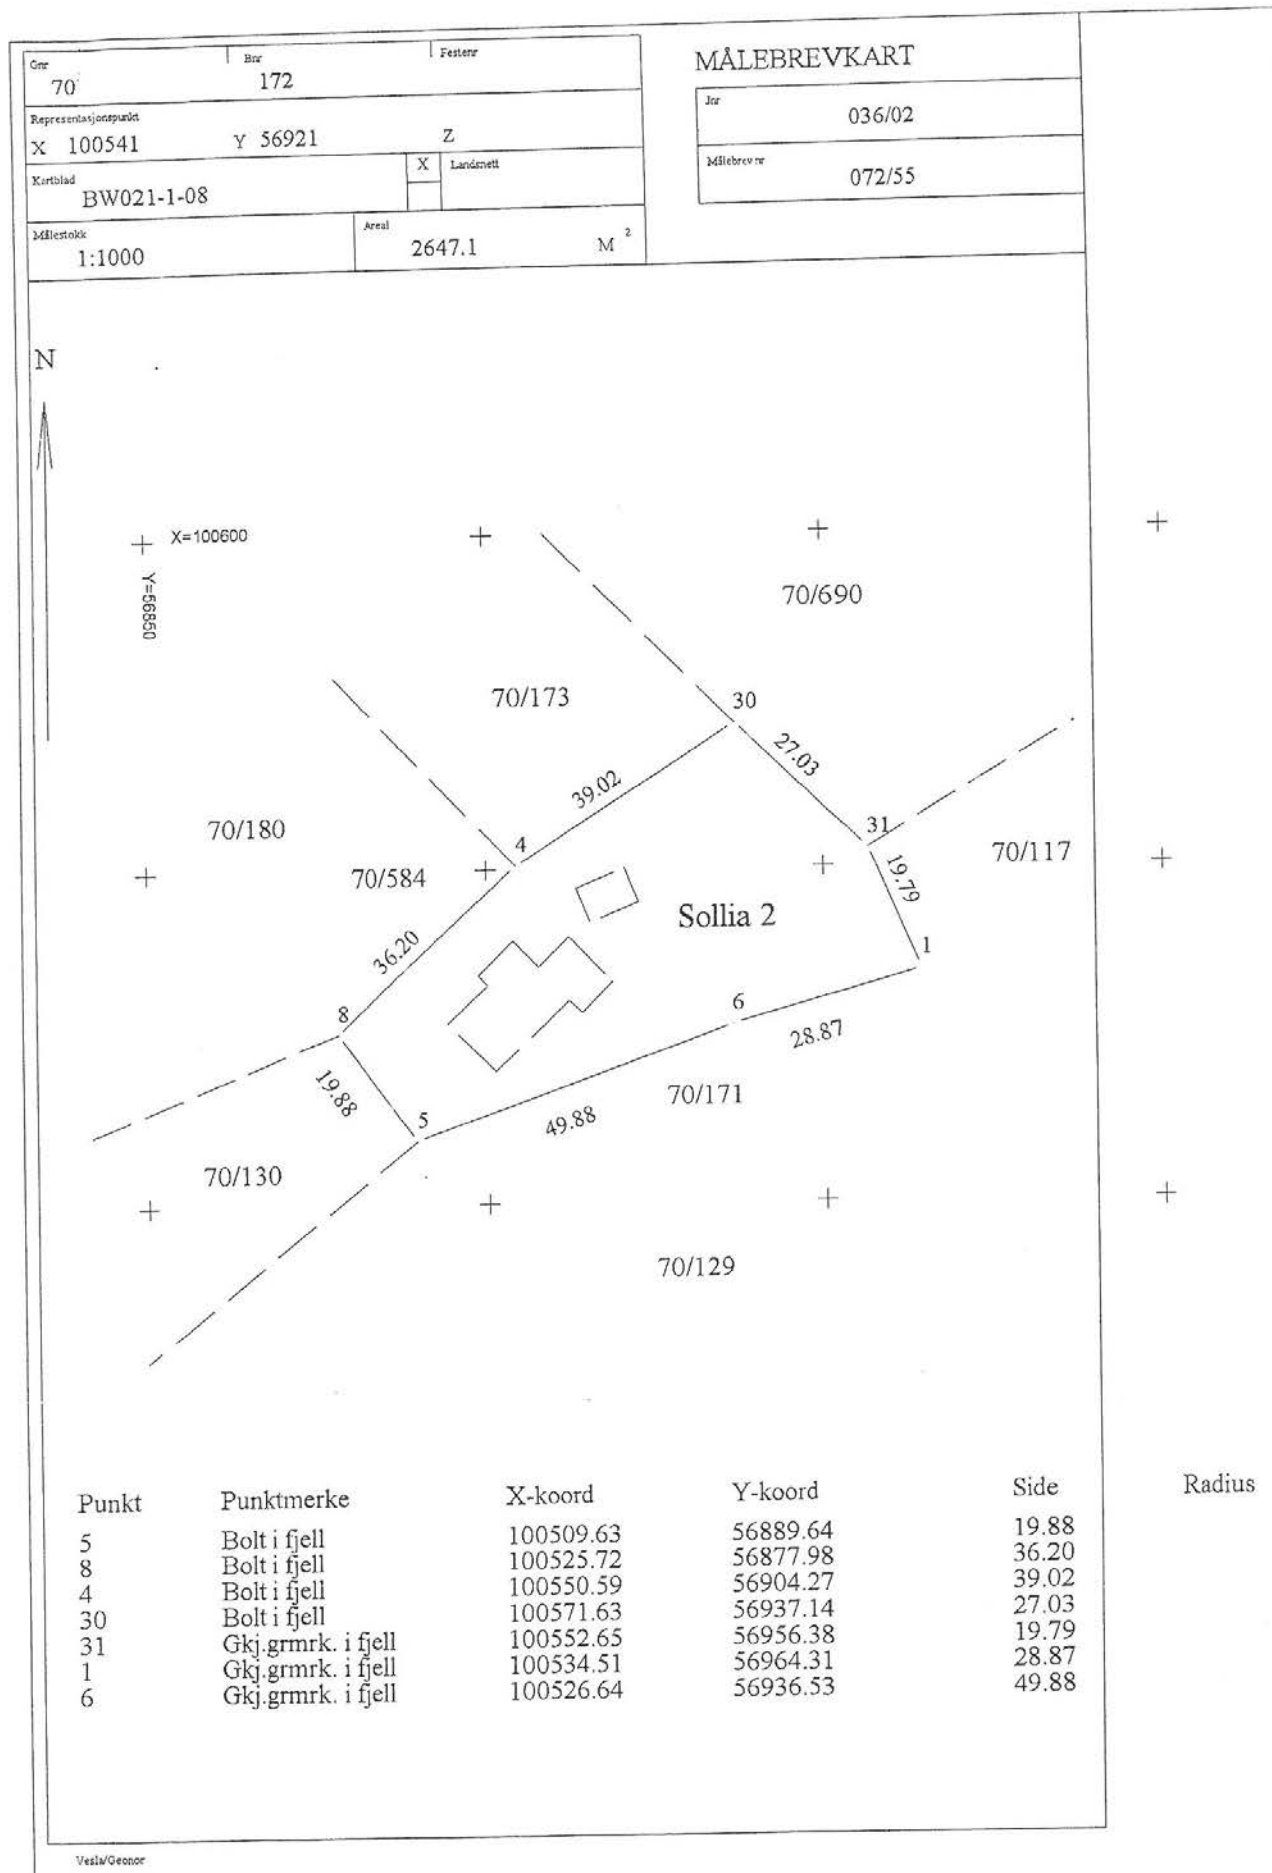 MÅLEBREVKART
Gnr Bnr Festenr
70 172
Representasjonspunkt
X 100541 Y 56921 Z
Kartblad X Landsnett
BW021-1-08
Målestokk Areal
1:1000 2647.1 M 2
Jnr
036/02
Målebrev nr
072/55
N
X=100600
Y=56850
70/690
70/173
30
27.03
39.02
31
70/180
4
70/117
70/584
19.79
Sollia 2
36.20
1
6
8
28.87
19.88
70/171
5
49.88
70/130
70/129
Punkt Punktmerke X-koord Y-koord Side Radius
5 Bolt i fjell 100509.63 56889.64 19.88
8 Bolt i fjell 100525.72 56877.98 36.20
4 Bolt i fjell 100550.59 56904.27 39.02
30 Bolt i fjell 100571.63 56937.14 27.03
31 Gkj.grmrk. i fjell 100552.65 56956.38 19.79
1 Gkj.grmrk. i fjell 100534.51 56964.31 28.87
6 Gkj.grmrk. i fjell 100526.64 56936.53 49.88
Vesla/Geonor